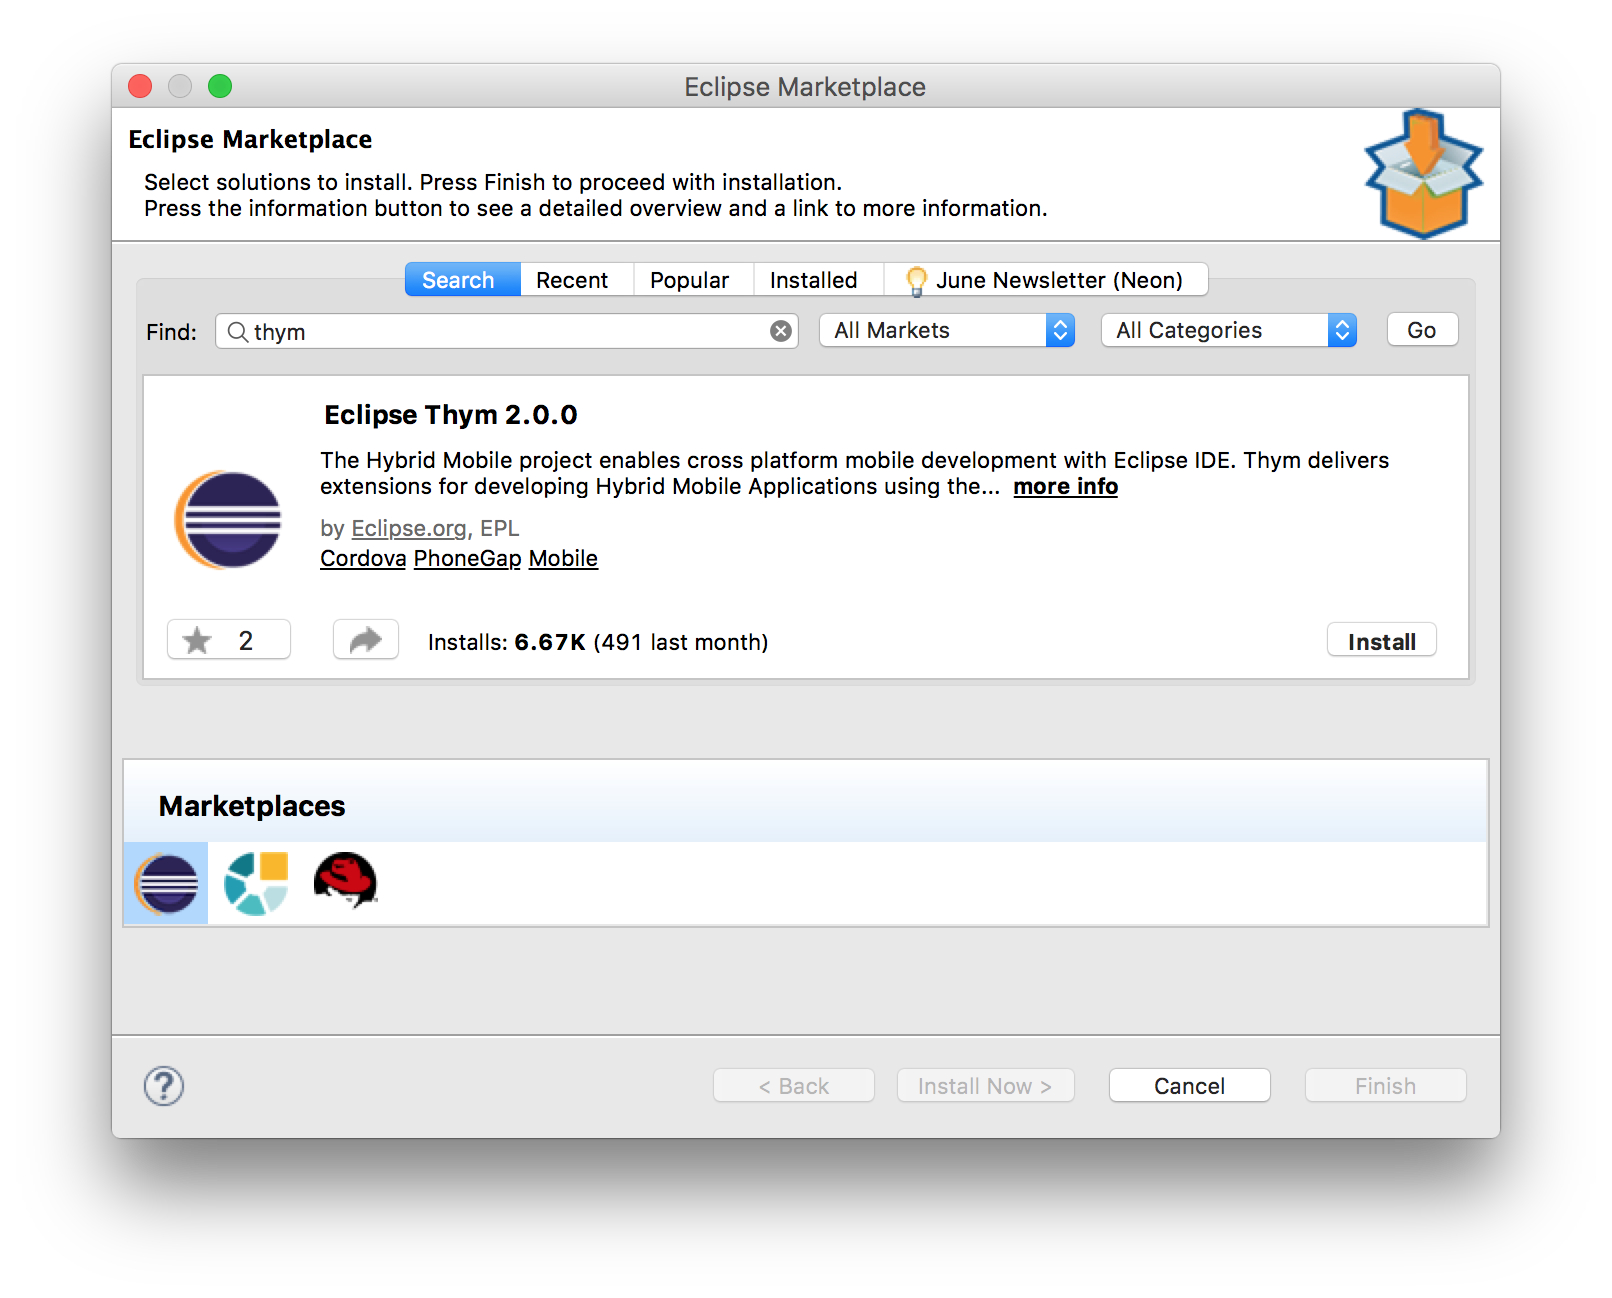 Eclipse Marketplace
Eclipse Marketplace
Select solutions to install. Press Finish to proceed with installation.
Press the information button to see a detailed overview and a link to more information.
Search Recent Popular Installed June Newsletter (Neon)
Find: thym All Markets All Categories Go
Eclipse Thym 2.0.0
The Hybrid Mobile project enables cross platform mobile development with Eclipse IDE. Thym delivers
extensions for developing Hybrid Mobile Applications using the... more info
by Eclipse.org, EPL
Cordova PhoneGap Mobile
2 Installs: 6.67K (491 last month) Install
Marketplaces
? < Back Install Now > Cancel Finish